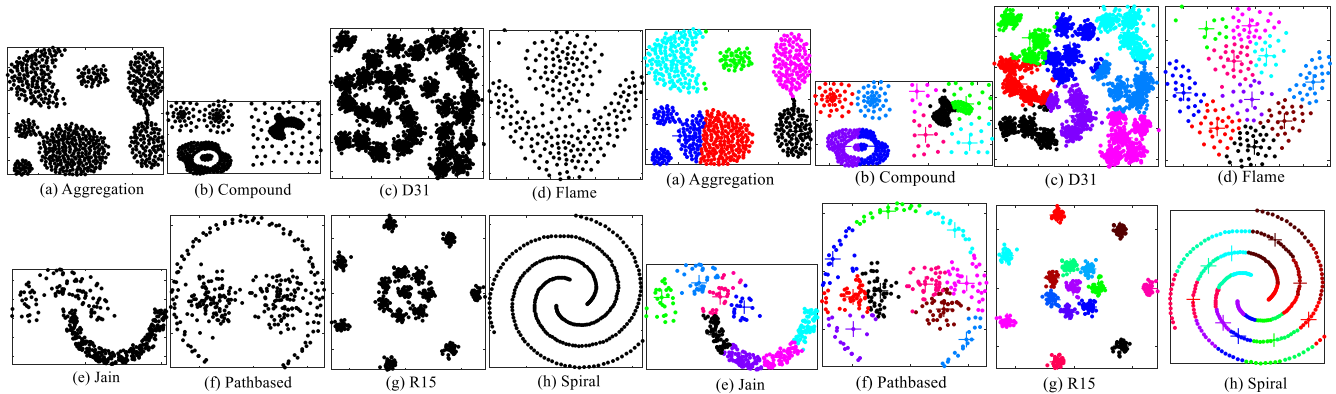 (a) Aggregation
(b) Compound
(c) D31
(d) Flame
(a) Aggregation
(b) Compound
(c) D31
(d) Flame
(e) Jain
(f) Pathbased
(g) R15
(h) Spiral
(e) Jain
(f) Pathbased
(g) R15
(h) Spiral